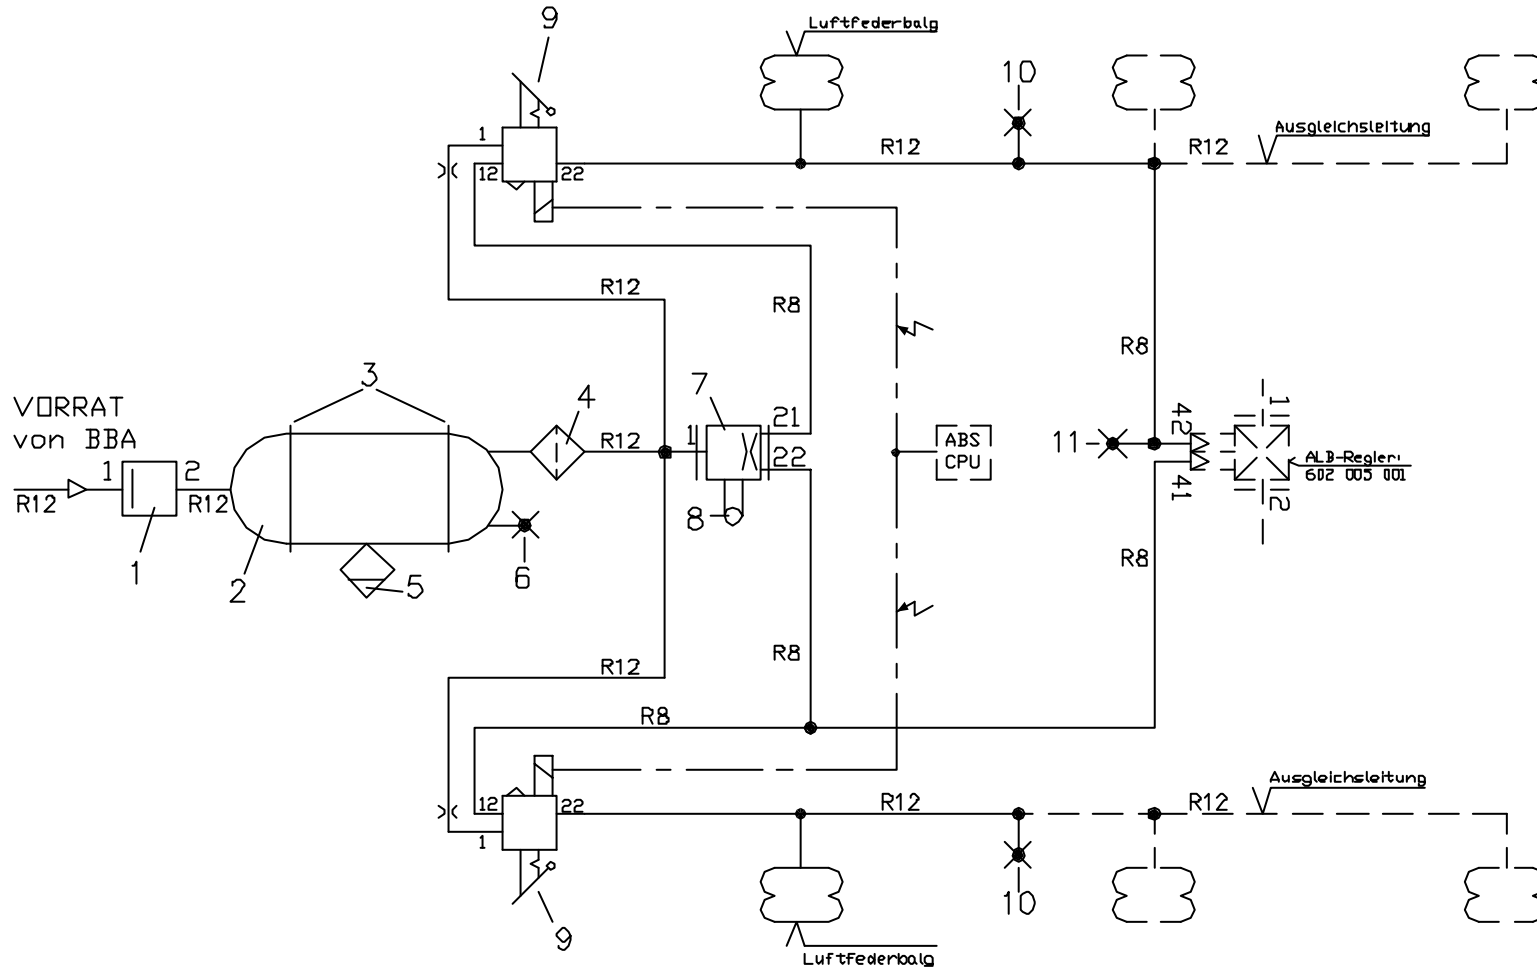 9
Luftfederbalg
10
Ausgleichsleitung
1
12
22
R12
R12
R12
R8
R8
VORRAT
von BBA
3
4
7
1
2
R12
R12
R12
1
21
22
ABS
CPU
11
42
41
1
2
ALB-Regler:
602 005 001
8
1
2
5
6
R8
R12
R8
R8
Ausgleichsleitung
12
22
1
R12
R12
10
9
Luftfederbalg